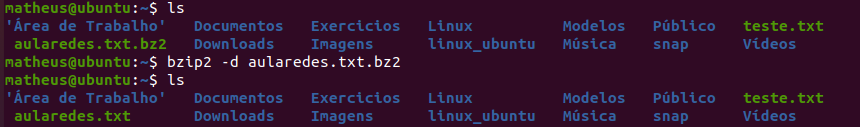 matheus@ubuntu:~$ ls
'Área de Trabalho' Documentos Exercicios Linux Modelos Público teste.txt
aularedes.txt.bz2 Downloads Imagens linux_ubuntu Música snap Vídeos
matheus@ubuntu:~$ bzip2 -d aularedes.txt.bz2
matheus@ubuntu:~$ ls
'Área de Trabalho' Documentos Exercicios Linux Modelos Público teste.txt
aularedes.txt Downloads Imagens linux_ubuntu Música snap Vídeos